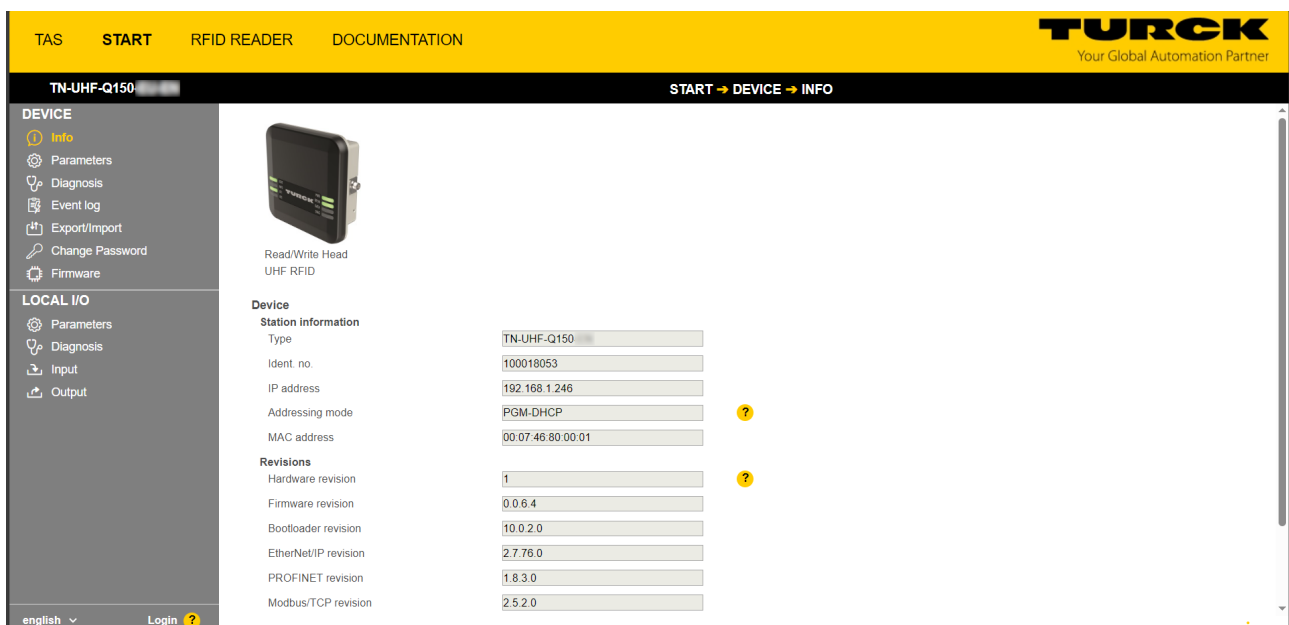 TAS START RFID READER DOCUMENTATION
TURCK
Your Global Automation Partner
TN-UHF-Q150- START ➔ DEVICE ➔ INFO
DEVICE
Info
Parameters
Diagnosis
Event log
Export/Import
Change Password
Firmware
LOCAL I/O
Parameters
Diagnosis
Input
Output
english Login ?
TURCK
Read/Write Head
UHF RFID
Device
Station information
Type TN-UHF-Q150
Ident. no. 100018053
IP address 192.168.1.246
Addressing mode PGM-DHCP ?
MAC address 00:07:46:80:00:01
Revisions
Hardware revision 1 ?
Firmware revision 0.0.6.4
Bootloader revision 10.0.2.0
EtherNet/IP revision 2.7.76.0
PROFINET revision 1.8.3.0
Modbus/TCP revision 2.5.2.0